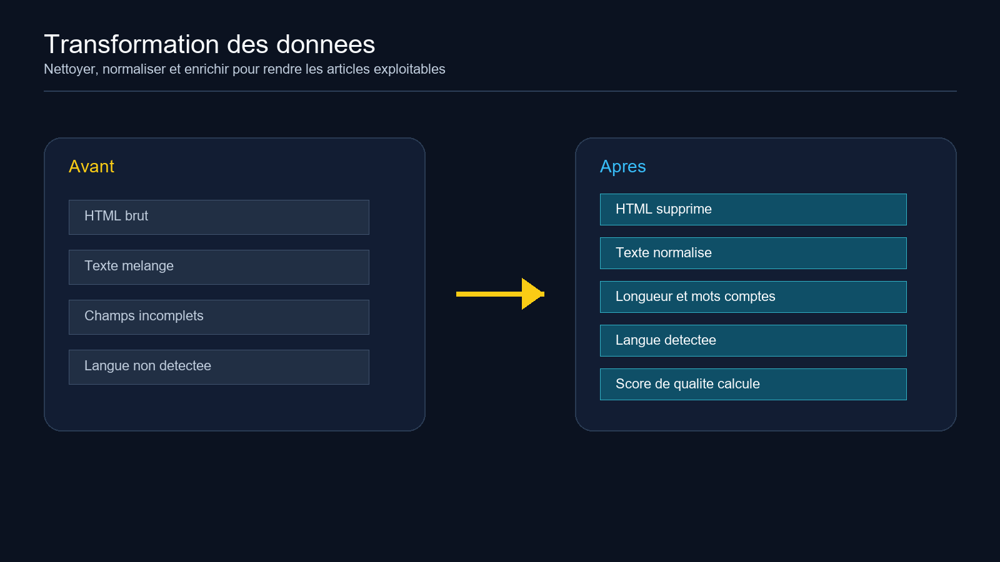 Transformation des donnees
Nettoyer, normaliser et enrichir pour rendre les articles exploitables
Avant
HTML brut
Texte melange
Champs incomplets
Langue non detectee
Apres
HTML supprime
Texte normalise
Longueur et mots comptes
Langue detectee
Score de qualite calcule